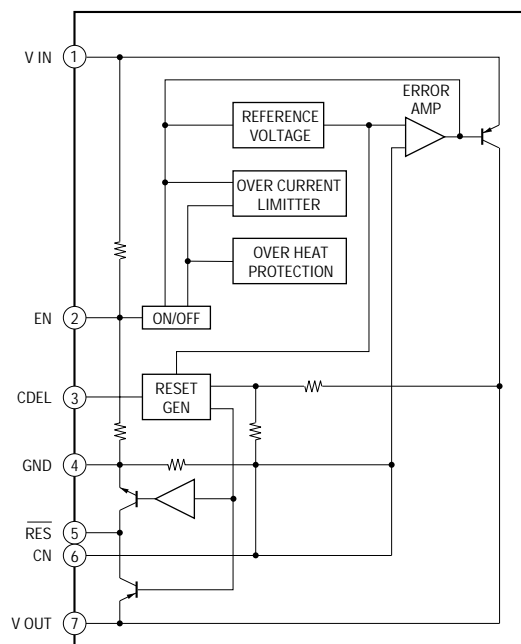 V IN 1
ERROR
AMP
REFERENCE
VOLTAGE
OVER CURRENT
LIMITTER
OVER HEAT
PROTECTION
EN 2
ON/OFF
CDEL 3
RESET
GEN
GND 4
RES 5
CN 6
V OUT 7